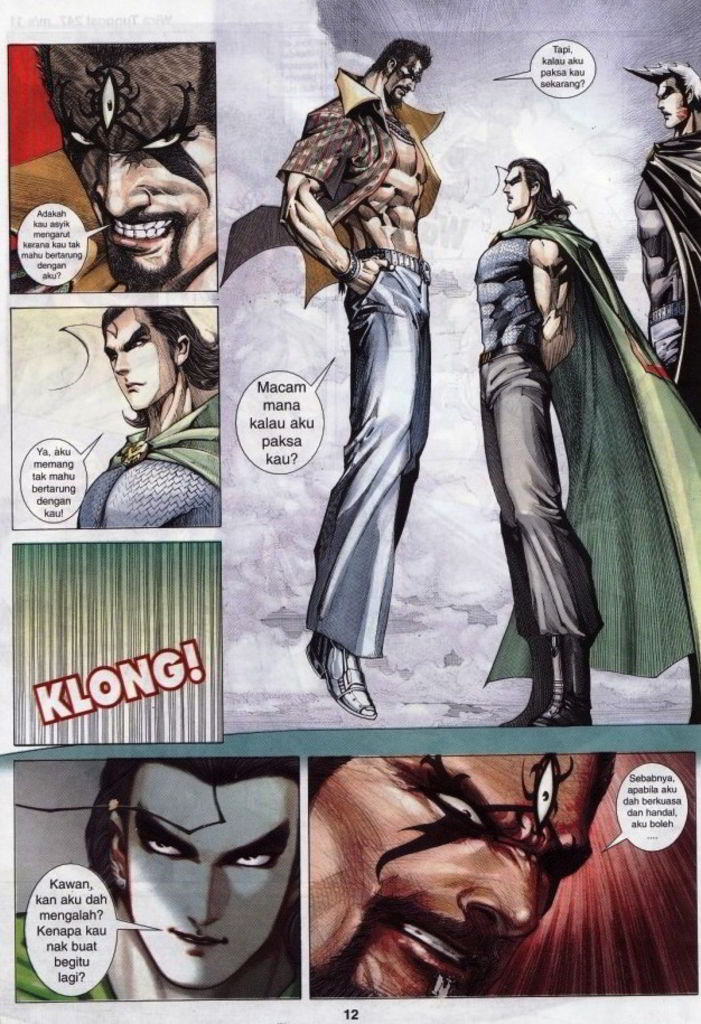 Wira Tunggal 247, m/s 11
Adakah
kau asyik
mengarut
kerana kau tak
mahu bertarung
dengan
aku?
Ya, aku
memang
tak mahu
bertarung
dengan
kau!
KLONG!
Tapi,
kalau aku
paksa kau
sekarang?
Macam
mana
kalau aku
paksa
kau?
Kawan,
kan aku dah
mengalah?
Kenapa kau
nak buat
begitu
lagi?
Sebabnya,
apabila aku
dah berkuasa
dan handal,
aku boleh
....
12